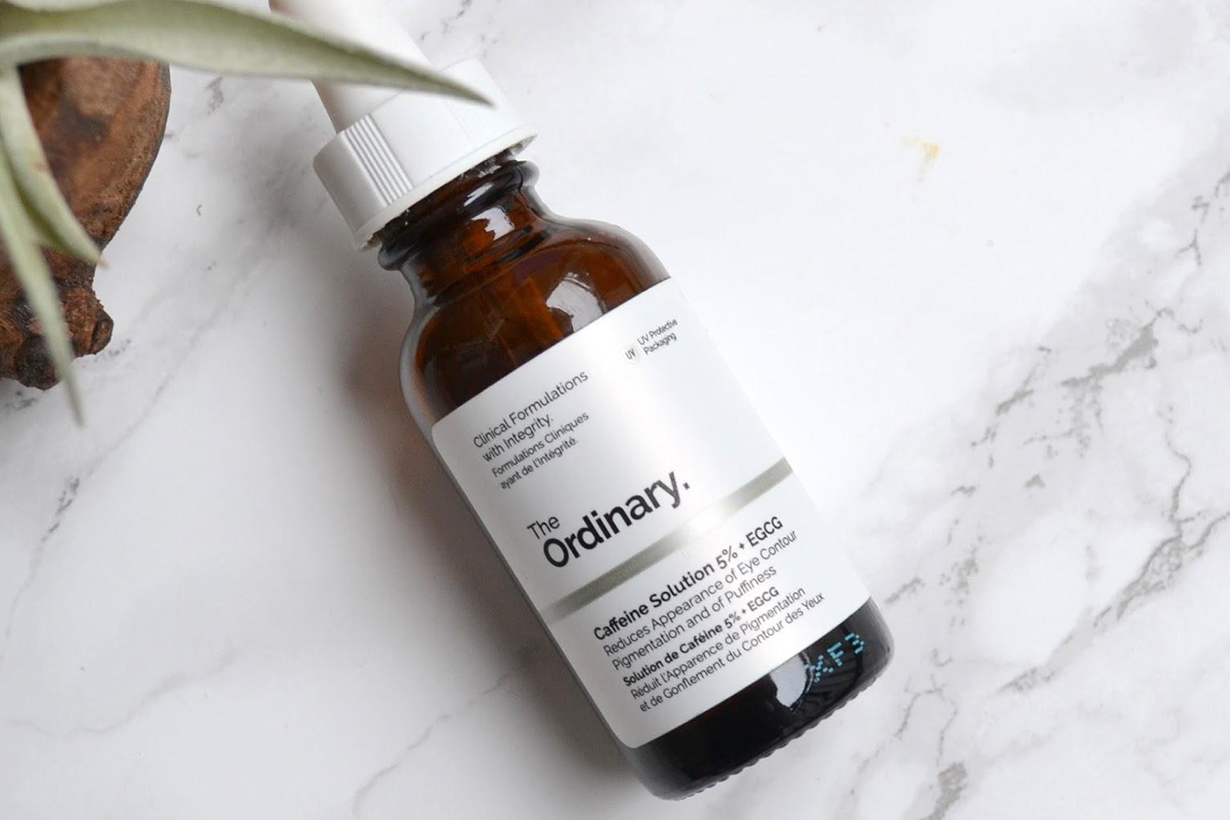 UV
UV Protective
Packaging
Clinical Formulations
with Integrity.
Formulations Cliniques
ayant de l'Intégrité.
The
Ordinary.
Caffeine Solution 5% + EGCG
Reduces Appearance of Eye Contour
Pigmentation and of Puffiness
Solution de Caféine 5% + EGCG
Réduit l'Apparence de Pigmentation
et de Gonflement du Contour des Yeux